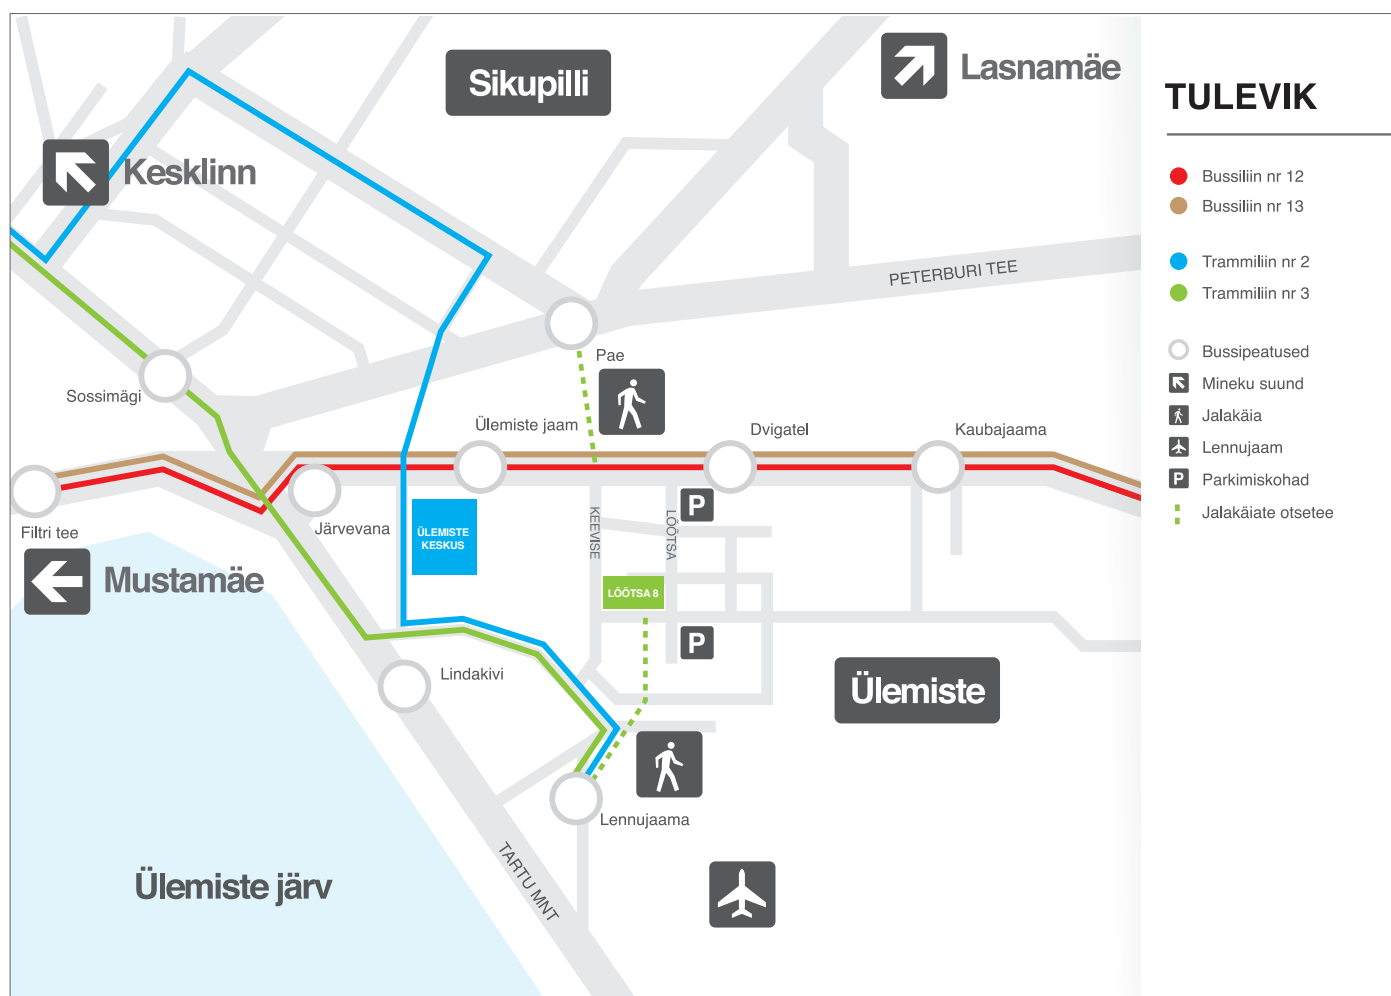 Sikupilli
Lasnamäe
Kesklinn
PETERBURI TEE
Pae
Sossimägi
Ülemiste jaam
Dvigatel
Kaubajaama
Filtri tee
Järvevana
ÜLEMISTE
KESKUS
KEEVISE
LÕÕTSA
P
Mustamäe
LÕÕTSA 8
P
Lindakivi
Ülemiste
Lennujaama
TARTU MNT
Ülemiste järv
TULEVIK
Bussiliin nr 12
Bussiliin nr 13
Trammiliin nr 2
Trammiliin nr 3
Bussipeatused
Mineku suund
Jalakäia
Lennujaam
P Parkimiskohad
Jalakäiate otsetee